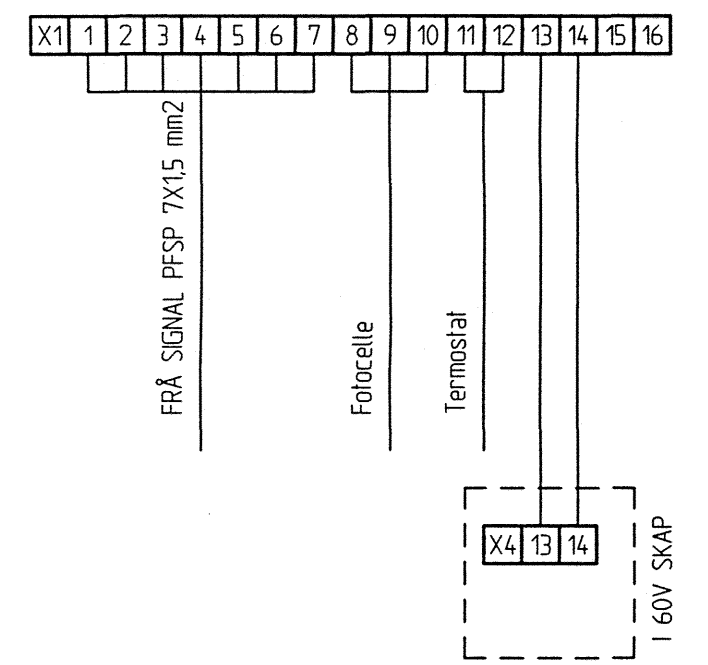 X1 1 2 3 4 5 6 7 8 9 10 11 12 13 14 15 16
FRÅ SIGNAL PFSP 7X1,5 mm2
Fotocelle
Termostat
X4 13 14
I 60V SKAP